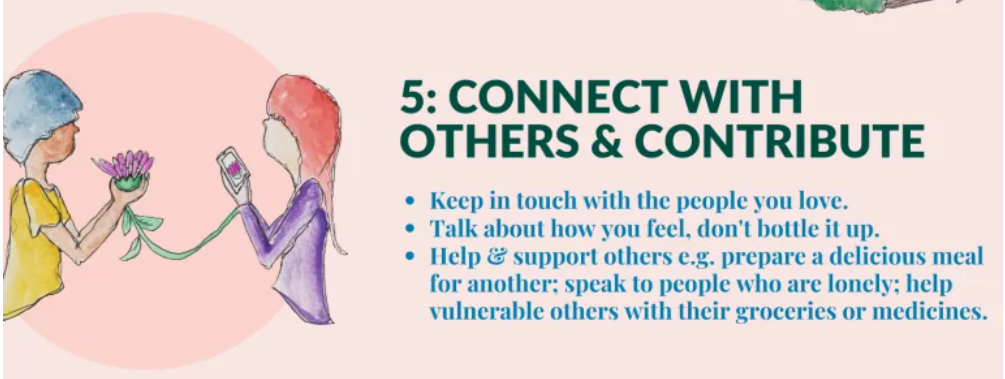 5: CONNECT WITH
OTHERS & CONTRIBUTE
• Keep in touch with the people you love.
• Talk about how you feel, don't bottle it up.
• Help & support others e.g. prepare a delicious meal
for another; speak to people who are lonely; help
vulnerable others with their groceries or medicines.